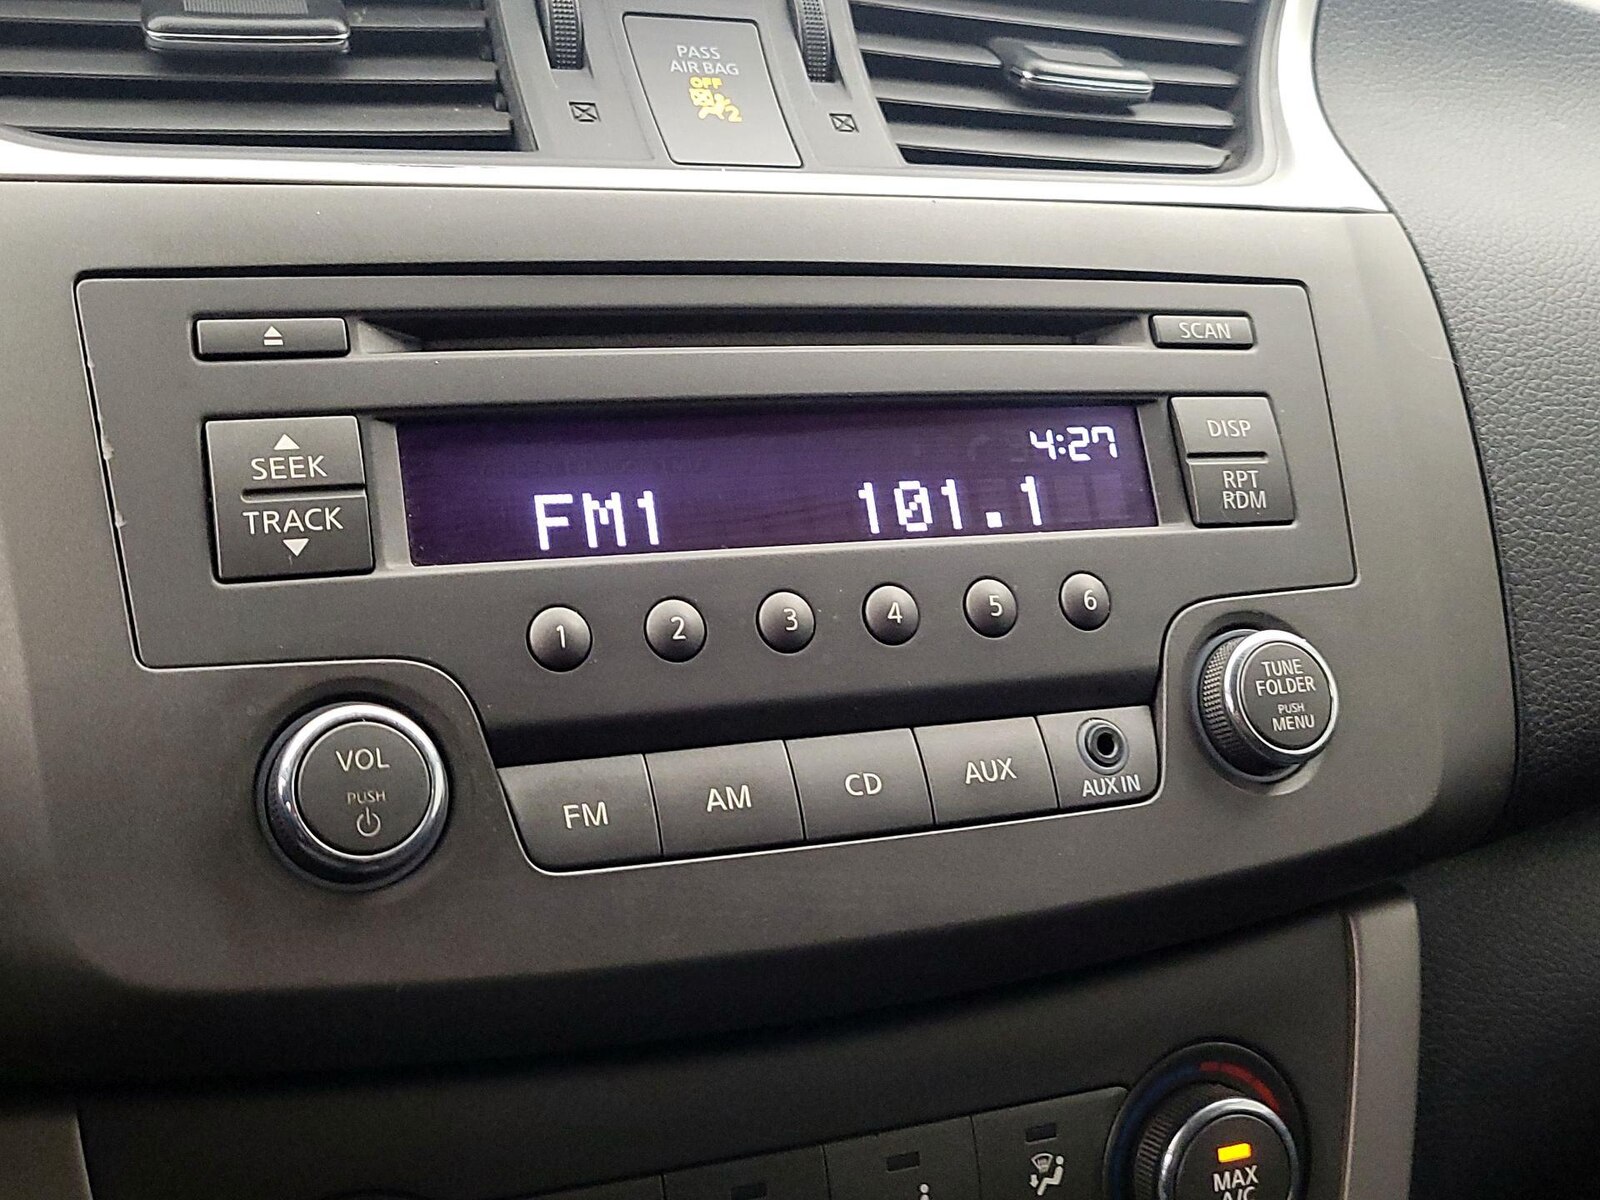 PASS
AIR BAG
OFF
2
SCAN
SEEK
TRACK
4:27
FM1 101.1
DISP
RPT
RDM
1 2 3 4 5 6
VOL
PUSH
FM AM CD AUX
AUX IN
TUNE
FOLDER
PUSH
MENU
MAX
A/C